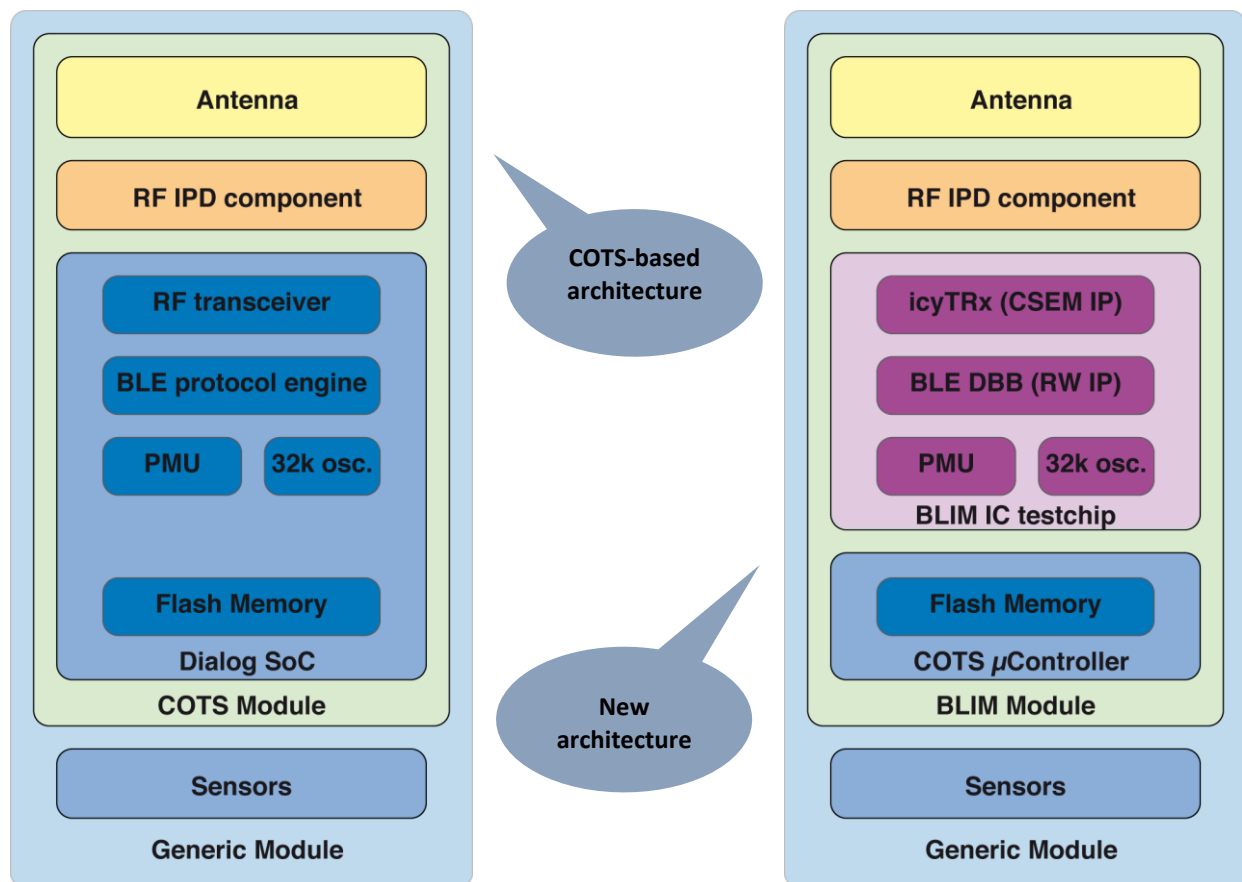 Antenna
RF IPD component
RF transceiver
BLE protocol engine
PMU
32k osc.
Flash Memory
Dialog SoC
COTS Module
Sensors
Generic Module
COTS-based
architecture
New
architecture
Antenna
RF IPD component
icyTRx (CSEM IP)
BLE DBB (RW IP)
PMU
32k osc.
BLIM IC testchip
Flash Memory
COTS µController
BLIM Module
Sensors
Generic Module